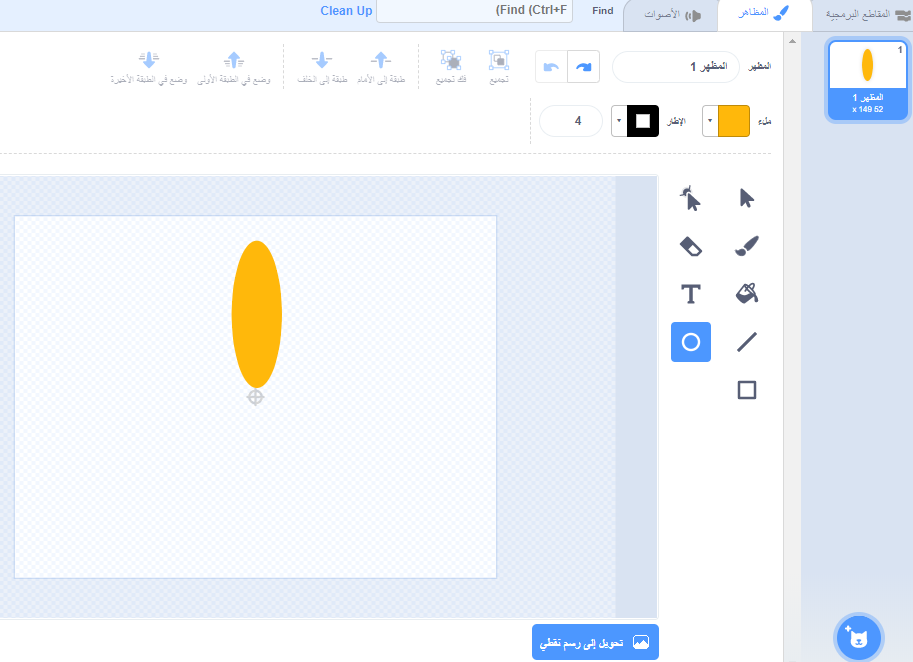 المقاطع البرمجية
المظاهر
الأصوات
Find
Find (Ctrl+F)
Clean Up
1
المظهر 1
52 x 149
المظهر
المظهر 1
تجميع
فك تجميع
طبقة إلى الأمام
طبقة إلى الخلف
وضع في الطبقة الأولى
وضع في الطبقة الأخيرة
ملء
الإطار
4
T
تحويل إلى رسم نقطي